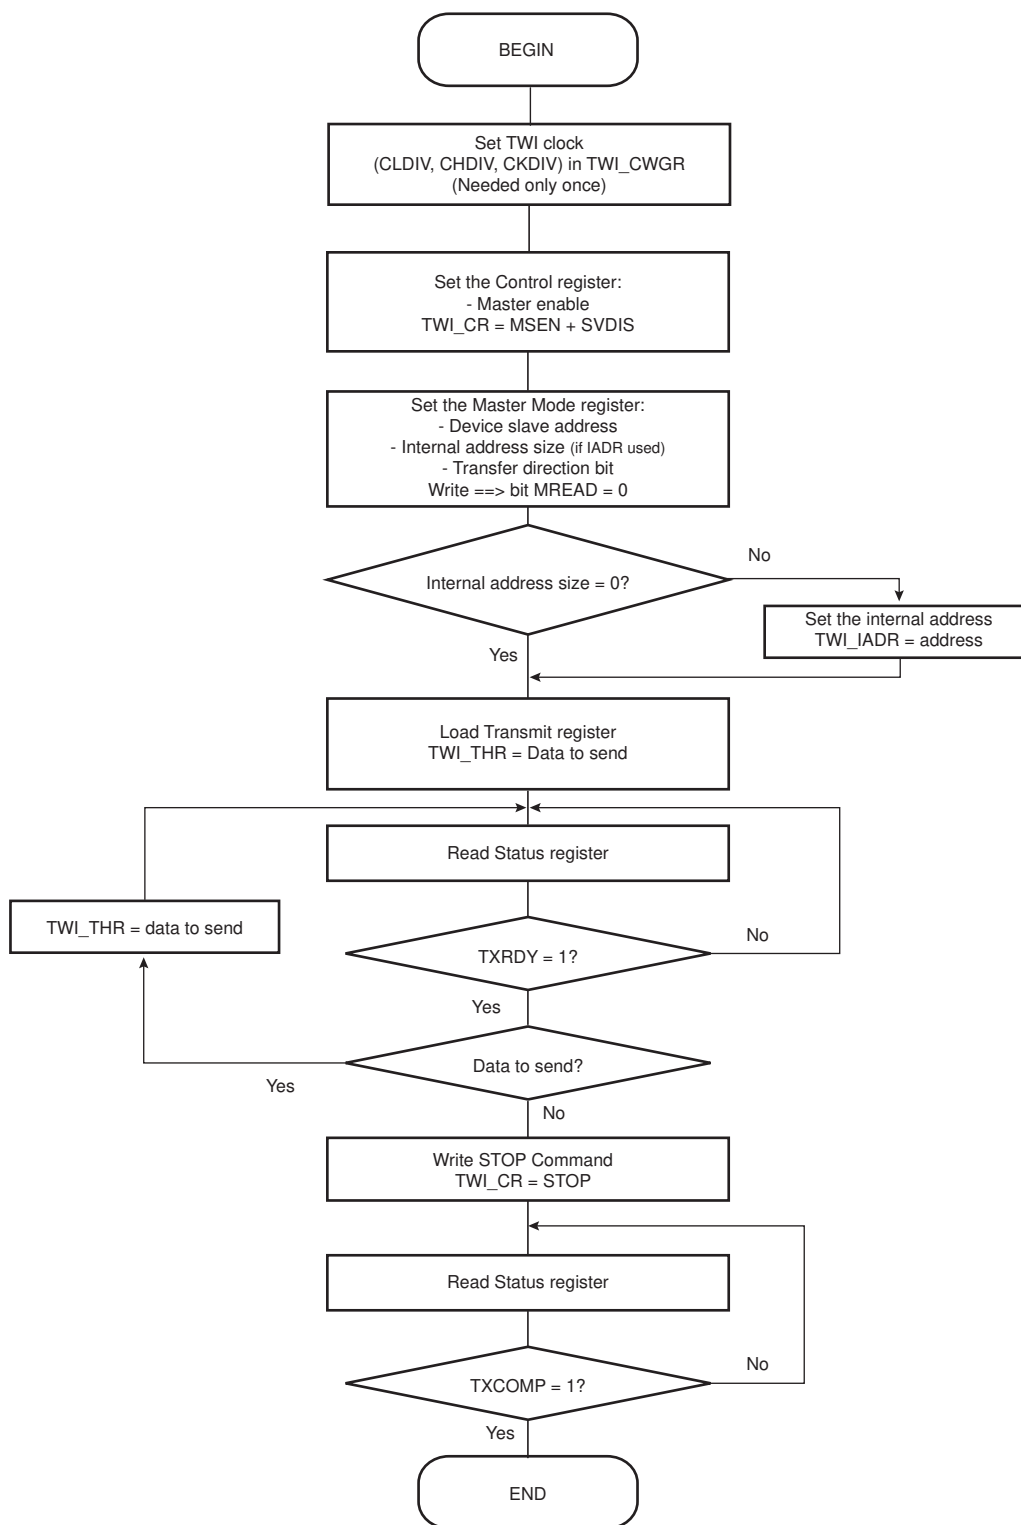 BEGIN
Set TWI clock
(CLDIV, CHDIV, CKDIV) in TWI_CWGR
(Needed only once)
Set the Control register:
- Master enable
TWI_CR = MSEN + SVDIS
Set the Master Mode register:
- Device slave address
- Internal address size (if IADR used)
- Transfer direction bit
Write ==> bit MREAD = 0
No
Internal address size = 0?
Set the internal address
TWI_IADR = address
Yes
Load Transmit register
TWI_THR = Data to send
Read Status register
TWI_THR = data to send
No
TXRDY = 1?
Yes
Data to send?
Yes
No
Write STOP Command
TWI_CR = STOP
Read Status register
No
TXCOMP = 1?
Yes
END